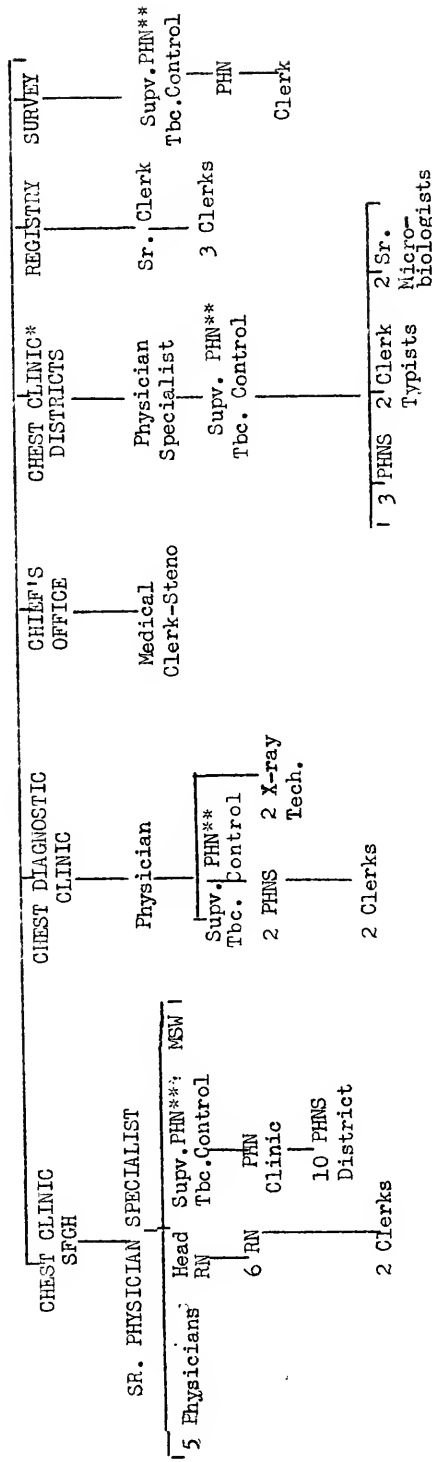 CHEST CLINIC
SFGH
SR. PHYSICIAN SPECIALIST
5 Physicians
Head
RN
6 RN
2 Clerks
Supv. PHN**
Tbc. Control
PHN
Clinic
10 PHNS
District
MSW
CHEST DIAGNOSTIC
CLINIC
Physician
Supv. PHN**
Tbc. Control
2 PHNS
2 Clerks
2 X-ray
Tech.
CHIEF'S
OFFICE
Medical
Clerk-Steno
CHEST CLINIC*
DISTRICTS
Physician
Specialist
Supv. PHN**
Tbc. Control
3 PHNS
2 Clerk
Typists
2 Sr.
Micro-
biologists
REGISTRY
Sr. Clerk
3 Clerks
SURVEY
Supv. PHN**
Tbc. Control
PHN
Clerk